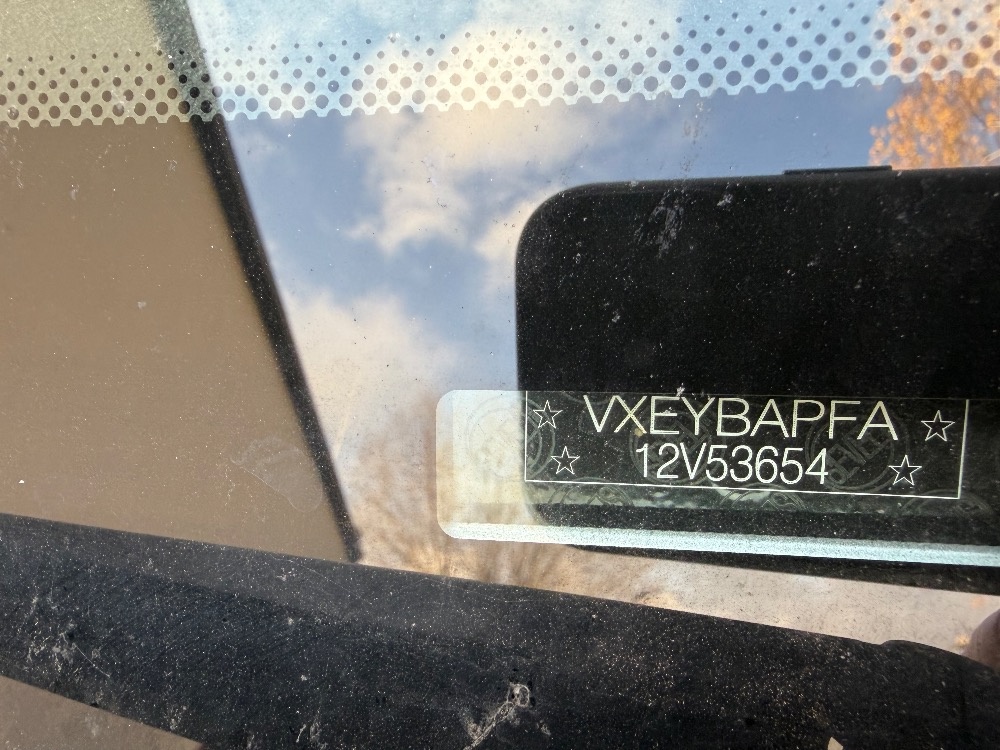 ☆ VXEYBAPFA ☆
☆ 12V53654 ☆